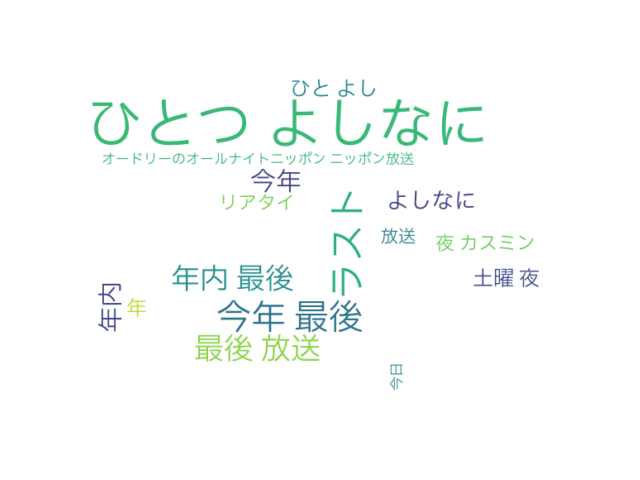 ひと よし
ひとつ よしなに
オードリーのオールナイトニッポン ニッポン放送
今年
リアタイ
ラスト
よしなに
放送
夜 カスミン
年内 最後
土曜 夜
年内
年
今年 最後
最後 放送
今日